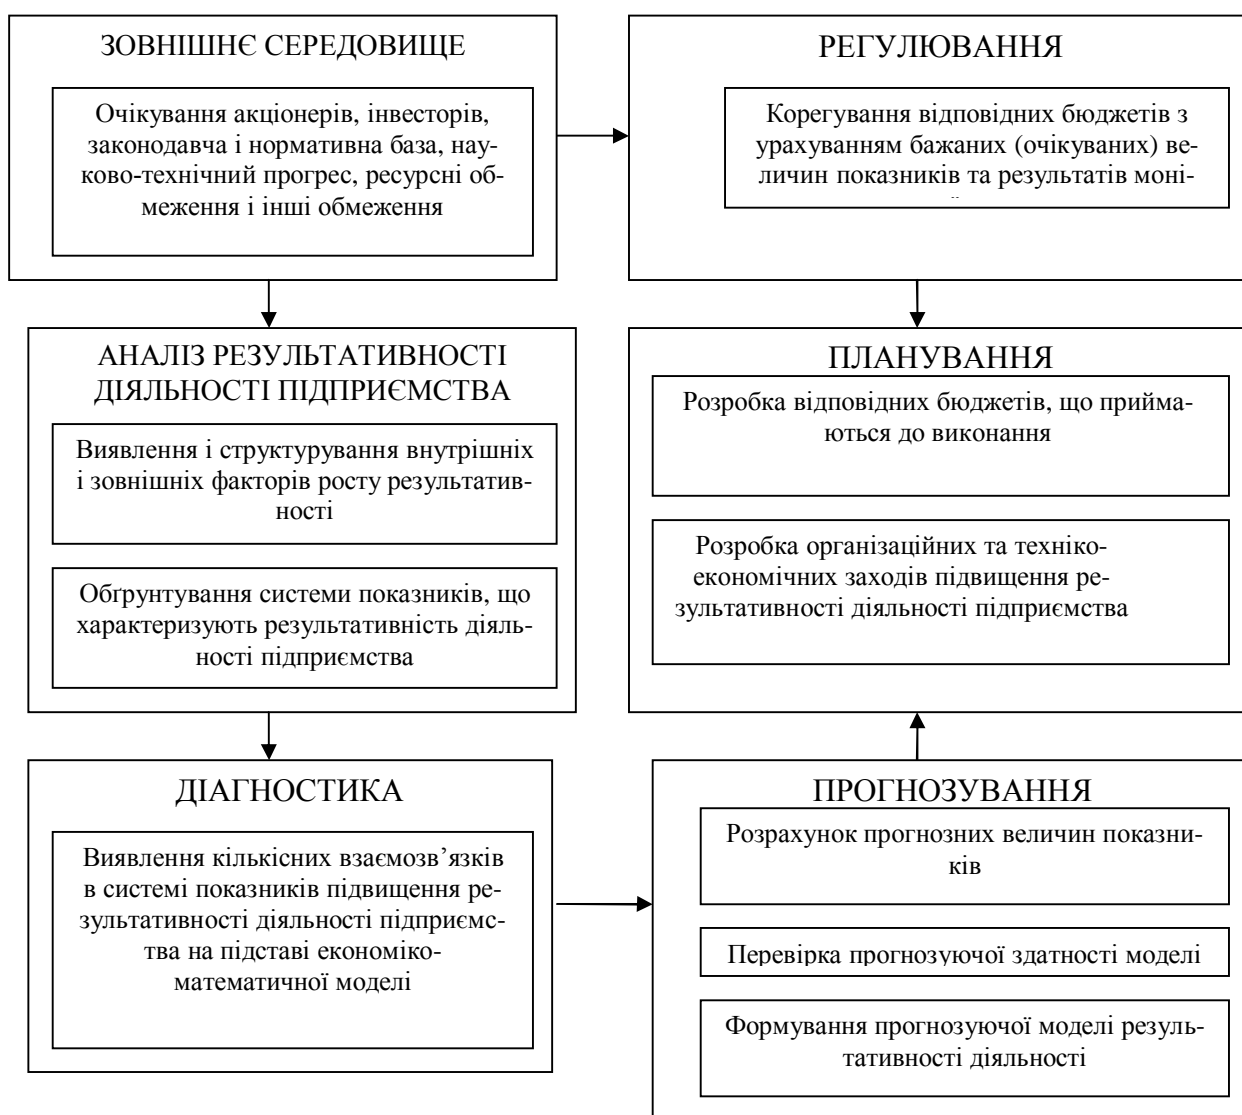 ЗОВНІШНЄ СЕРЕДОВИЩЕ
Очікування акціонерів, інвесторів,
законодавча і нормативна база, нау-
ково-технічний прогрес, ресурсні об-
меження і інші обмеження
РЕГУЛЮВАННЯ
Корегування відповідних бюджетів з
урахуванням бажаних (очікуваних) ве-
личин показників та результатів моні-
АНАЛІЗ РЕЗУЛЬТАТИВНОСТІ
ДІЯЛЬНОСТІ ПІДПРИЄМСТВА
Виявлення і структурування внутрішніх
і зовнішніх факторів росту результатив-
ності
Обґрунтування системи показників, що
характеризують результативність діяль-
ності підприємства
ПЛАНУВАННЯ
Розробка відповідних бюджетів, що прийма-
ються до виконання
Розробка організаційних та техніко-
економічних заходів підвищення ре-
зультативності діяльності підприємства
ДІАГНОСТИКА
Виявлення кількісних взаємозв’язків
в системі показників підвищення ре-
зультативності діяльності підприємс-
тва на підставі економіко-
математичної моделі
ПРОГНОЗУВАННЯ
Розрахунок прогнозних величин показни-
ків
Перевірка прогнозуючої здатності моделі
Формування прогнозуючої моделі резуль-
тативності діяльності